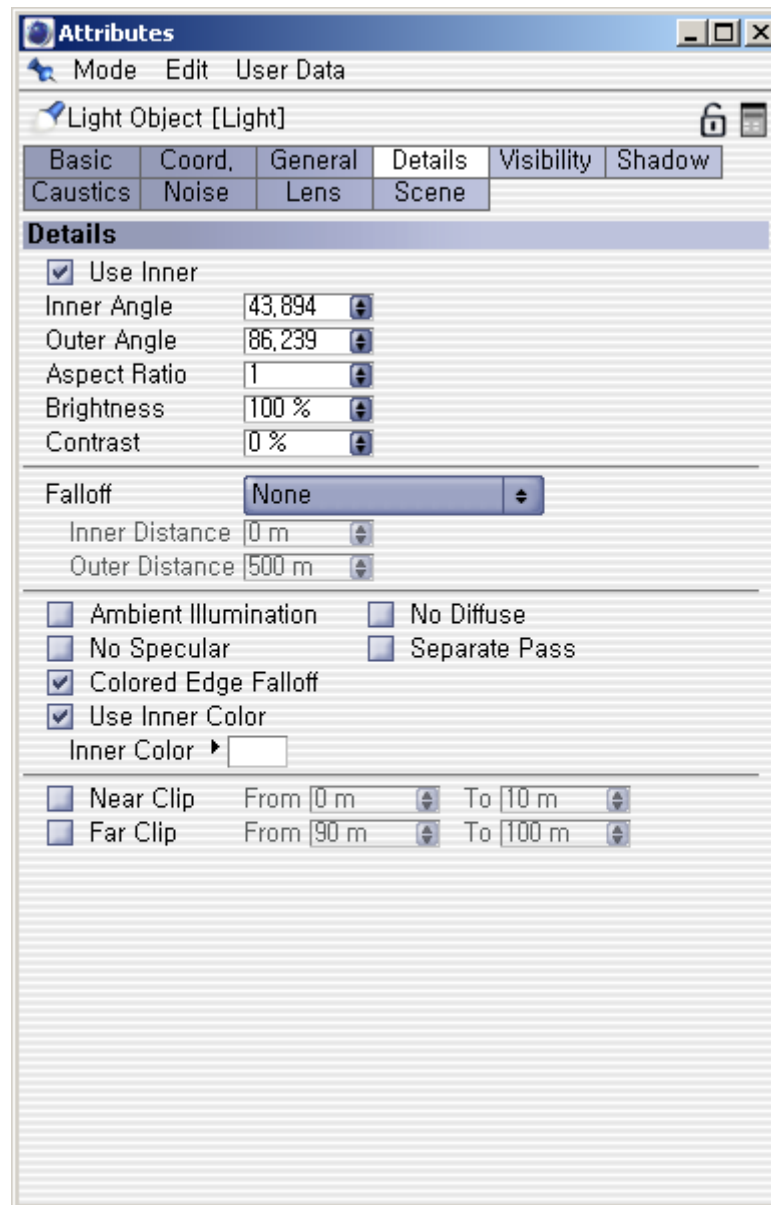 Attributes
Mode Edit User Data
Light Object [Light]
Basic Coord. General Details Visibility Shadow
Caustics Noise Lens Scene
Details
Use Inner
Inner Angle 43,894
Outer Angle 86,239
Aspect Ratio 1
Brightness 100 %
Contrast 0 %
Falloff None
Inner Distance 0 m
Outer Distance 500 m
Ambient Illumination No Diffuse
No Specular Separate Pass
Colored Edge Falloff
Use Inner Color
Inner Color
Near Clip From 0 m To 10 m
Far Clip From 90 m To 100 m